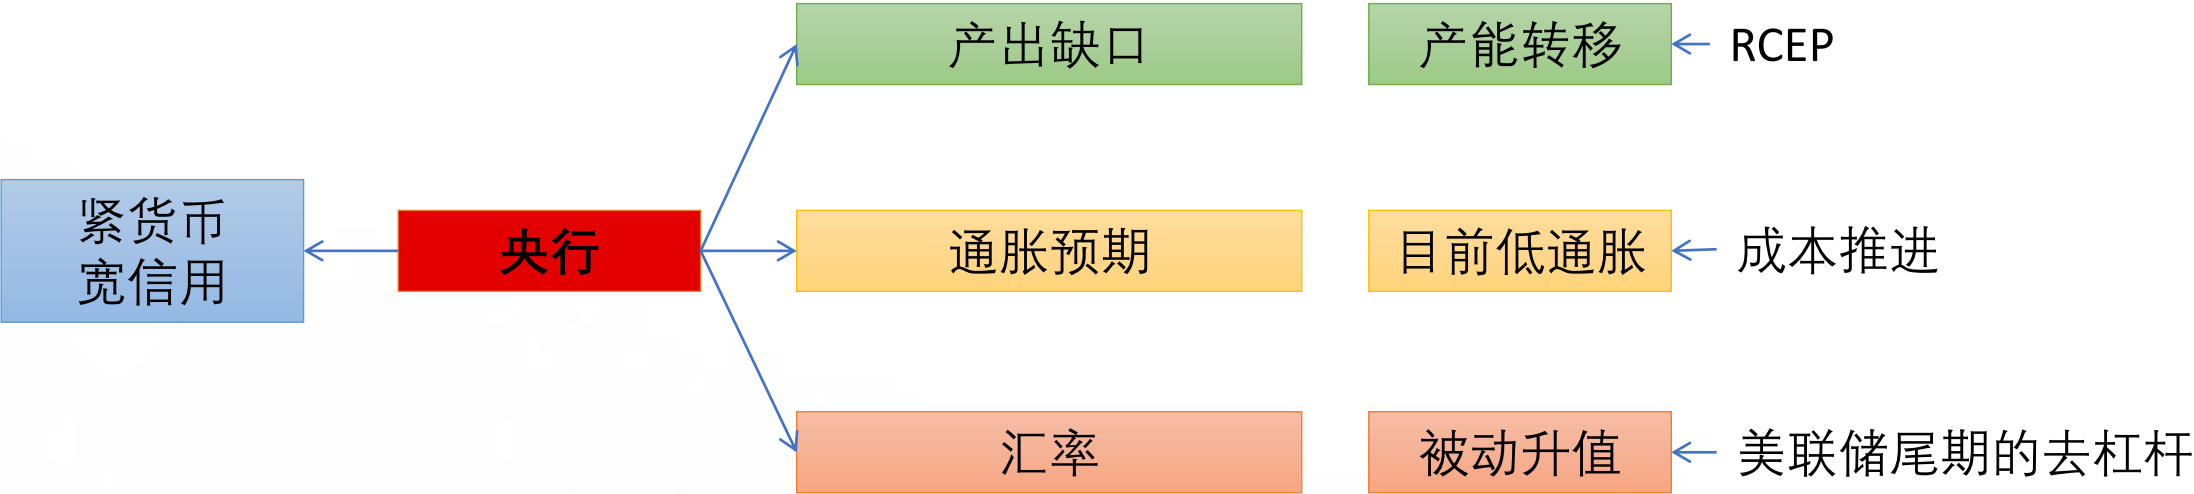 产出缺口
产能转移
RCEP
紧货币
宽信用
央行
通胀预期
目前低通胀
成本推进
汇率
被动升值
美联储尾期的去杠杆